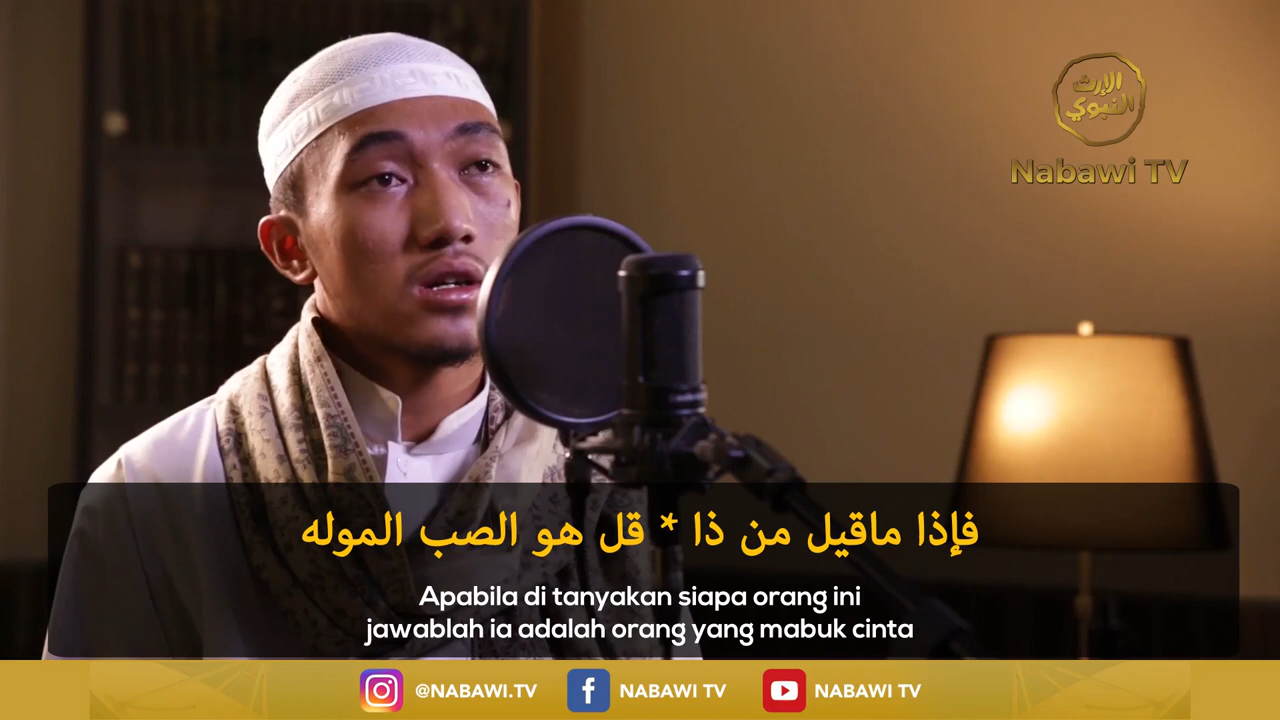 الإرث
النبوي
Nabawi TV
فإذا ماقيل من ذا * قل هو الصب الموله
Apabila di tanyakan siapa orang ini
jawablah ia adalah orang yang mabuk cinta
@NABAWI.TV NABAWI TV NABAWI TV